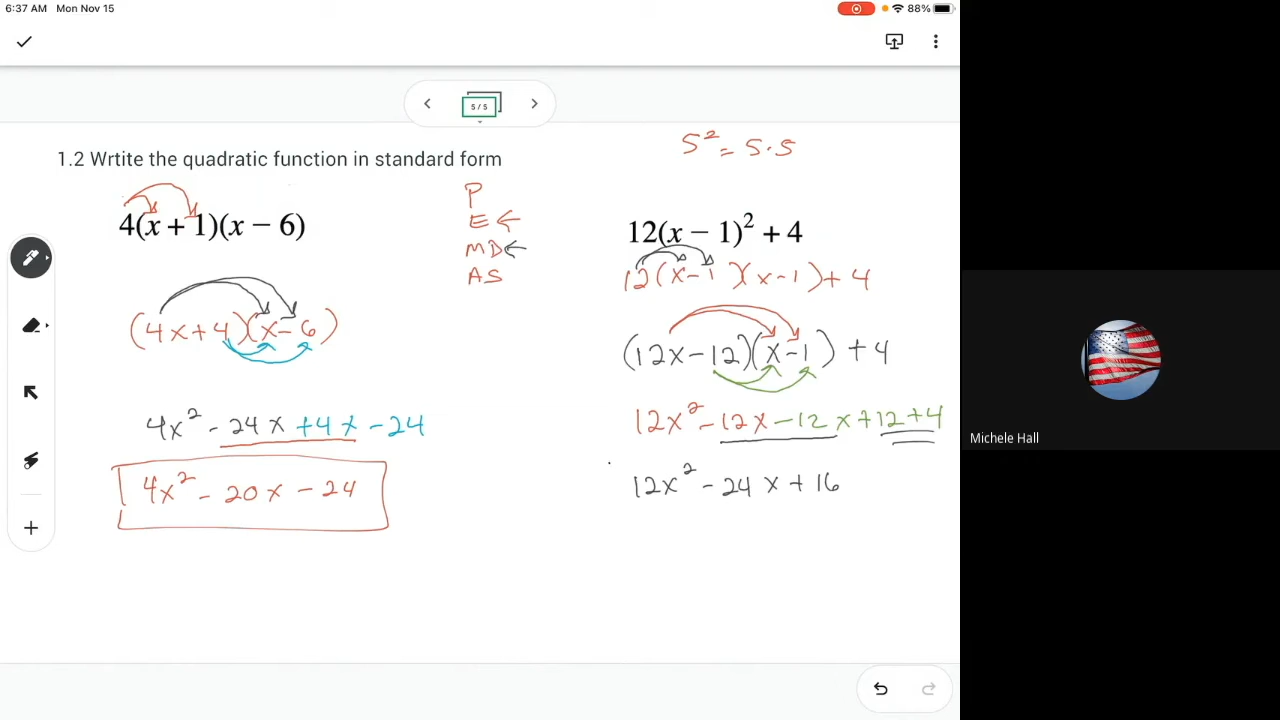 6:37 AM Mon Nov 15
88%
5 / 5
1.2 Wrtite the quadratic function in standard form
5² = 5·5
4(x + 1)(x − 6)
P
E ←
MD ←
AS
(4x+4)(x−6)
4x² − 24x +4x −24
4x² − 20x − 24
12(x − 1)² + 4
12(x−1)(x−1)+4
(12x−12)(x−1) + 4
12x² −12x −12x +12+4
12x² − 24x + 16
Michele Hall